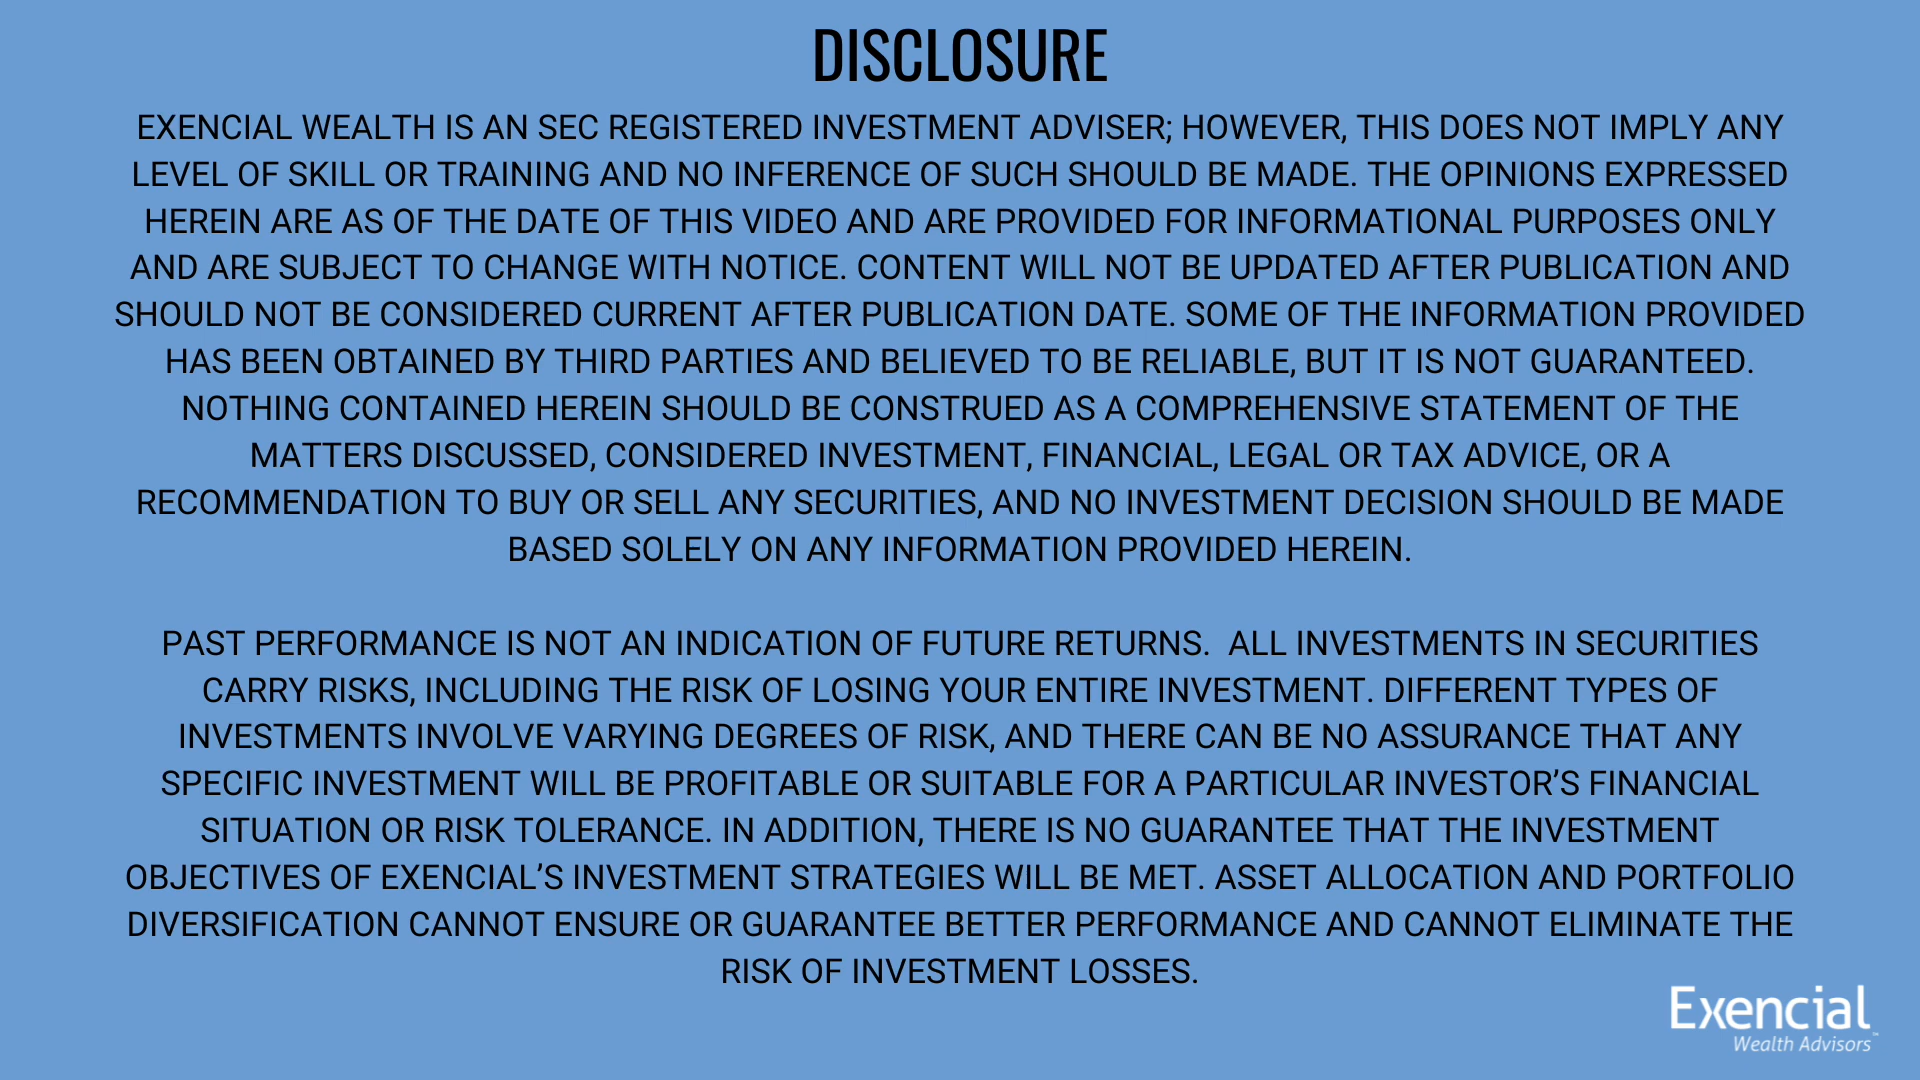 DISCLOSURE
EXENCIAL WEALTH IS AN SEC REGISTERED INVESTMENT ADVISER; HOWEVER, THIS DOES NOT IMPLY ANY
LEVEL OF SKILL OR TRAINING AND NO INFERENCE OF SUCH SHOULD BE MADE. THE OPINIONS EXPRESSED
HEREIN ARE AS OF THE DATE OF THIS VIDEO AND ARE PROVIDED FOR INFORMATIONAL PURPOSES ONLY
AND ARE SUBJECT TO CHANGE WITH NOTICE. CONTENT WILL NOT BE UPDATED AFTER PUBLICATION AND
SHOULD NOT BE CONSIDERED CURRENT AFTER PUBLICATION DATE. SOME OF THE INFORMATION PROVIDED
HAS BEEN OBTAINED BY THIRD PARTIES AND BELIEVED TO BE RELIABLE, BUT IT IS NOT GUARANTEED.
NOTHING CONTAINED HEREIN SHOULD BE CONSTRUED AS A COMPREHENSIVE STATEMENT OF THE
MATTERS DISCUSSED, CONSIDERED INVESTMENT, FINANCIAL, LEGAL OR TAX ADVICE, OR A
RECOMMENDATION TO BUY OR SELL ANY SECURITIES, AND NO INVESTMENT DECISION SHOULD BE MADE
BASED SOLELY ON ANY INFORMATION PROVIDED HEREIN.
PAST PERFORMANCE IS NOT AN INDICATION OF FUTURE RETURNS.  ALL INVESTMENTS IN SECURITIES
CARRY RISKS, INCLUDING THE RISK OF LOSING YOUR ENTIRE INVESTMENT. DIFFERENT TYPES OF
INVESTMENTS INVOLVE VARYING DEGREES OF RISK, AND THERE CAN BE NO ASSURANCE THAT ANY
SPECIFIC INVESTMENT WILL BE PROFITABLE OR SUITABLE FOR A PARTICULAR INVESTOR’S FINANCIAL
SITUATION OR RISK TOLERANCE. IN ADDITION, THERE IS NO GUARANTEE THAT THE INVESTMENT
OBJECTIVES OF EXENCIAL’S INVESTMENT STRATEGIES WILL BE MET. ASSET ALLOCATION AND PORTFOLIO
DIVERSIFICATION CANNOT ENSURE OR GUARANTEE BETTER PERFORMANCE AND CANNOT ELIMINATE THE
RISK OF INVESTMENT LOSSES.
Exencial™
Wealth Advisors